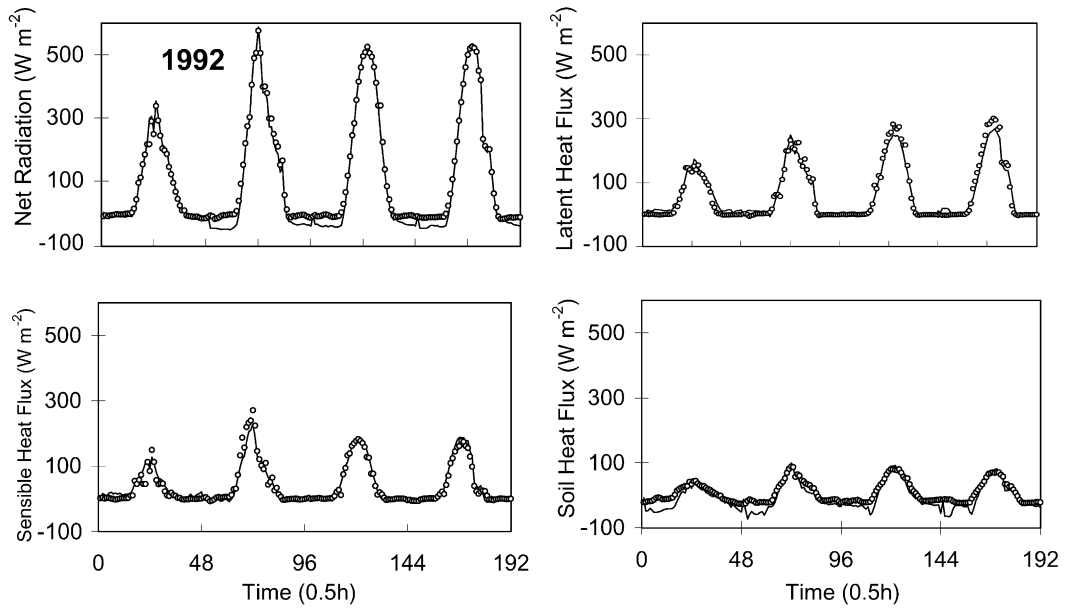 Net Radiation (W m-2)
500
300
100
-100
1992
Latent Heat Flux (W m-2)
500
300
100
-100
Sensible Heat Flux (W m-2)
500
300
100
-100
0 48 96 144 192
Time (0.5h)
Soil Heat Flux (W m-2)
500
300
100
-100
0 48 96 144 192
Time (0.5h)